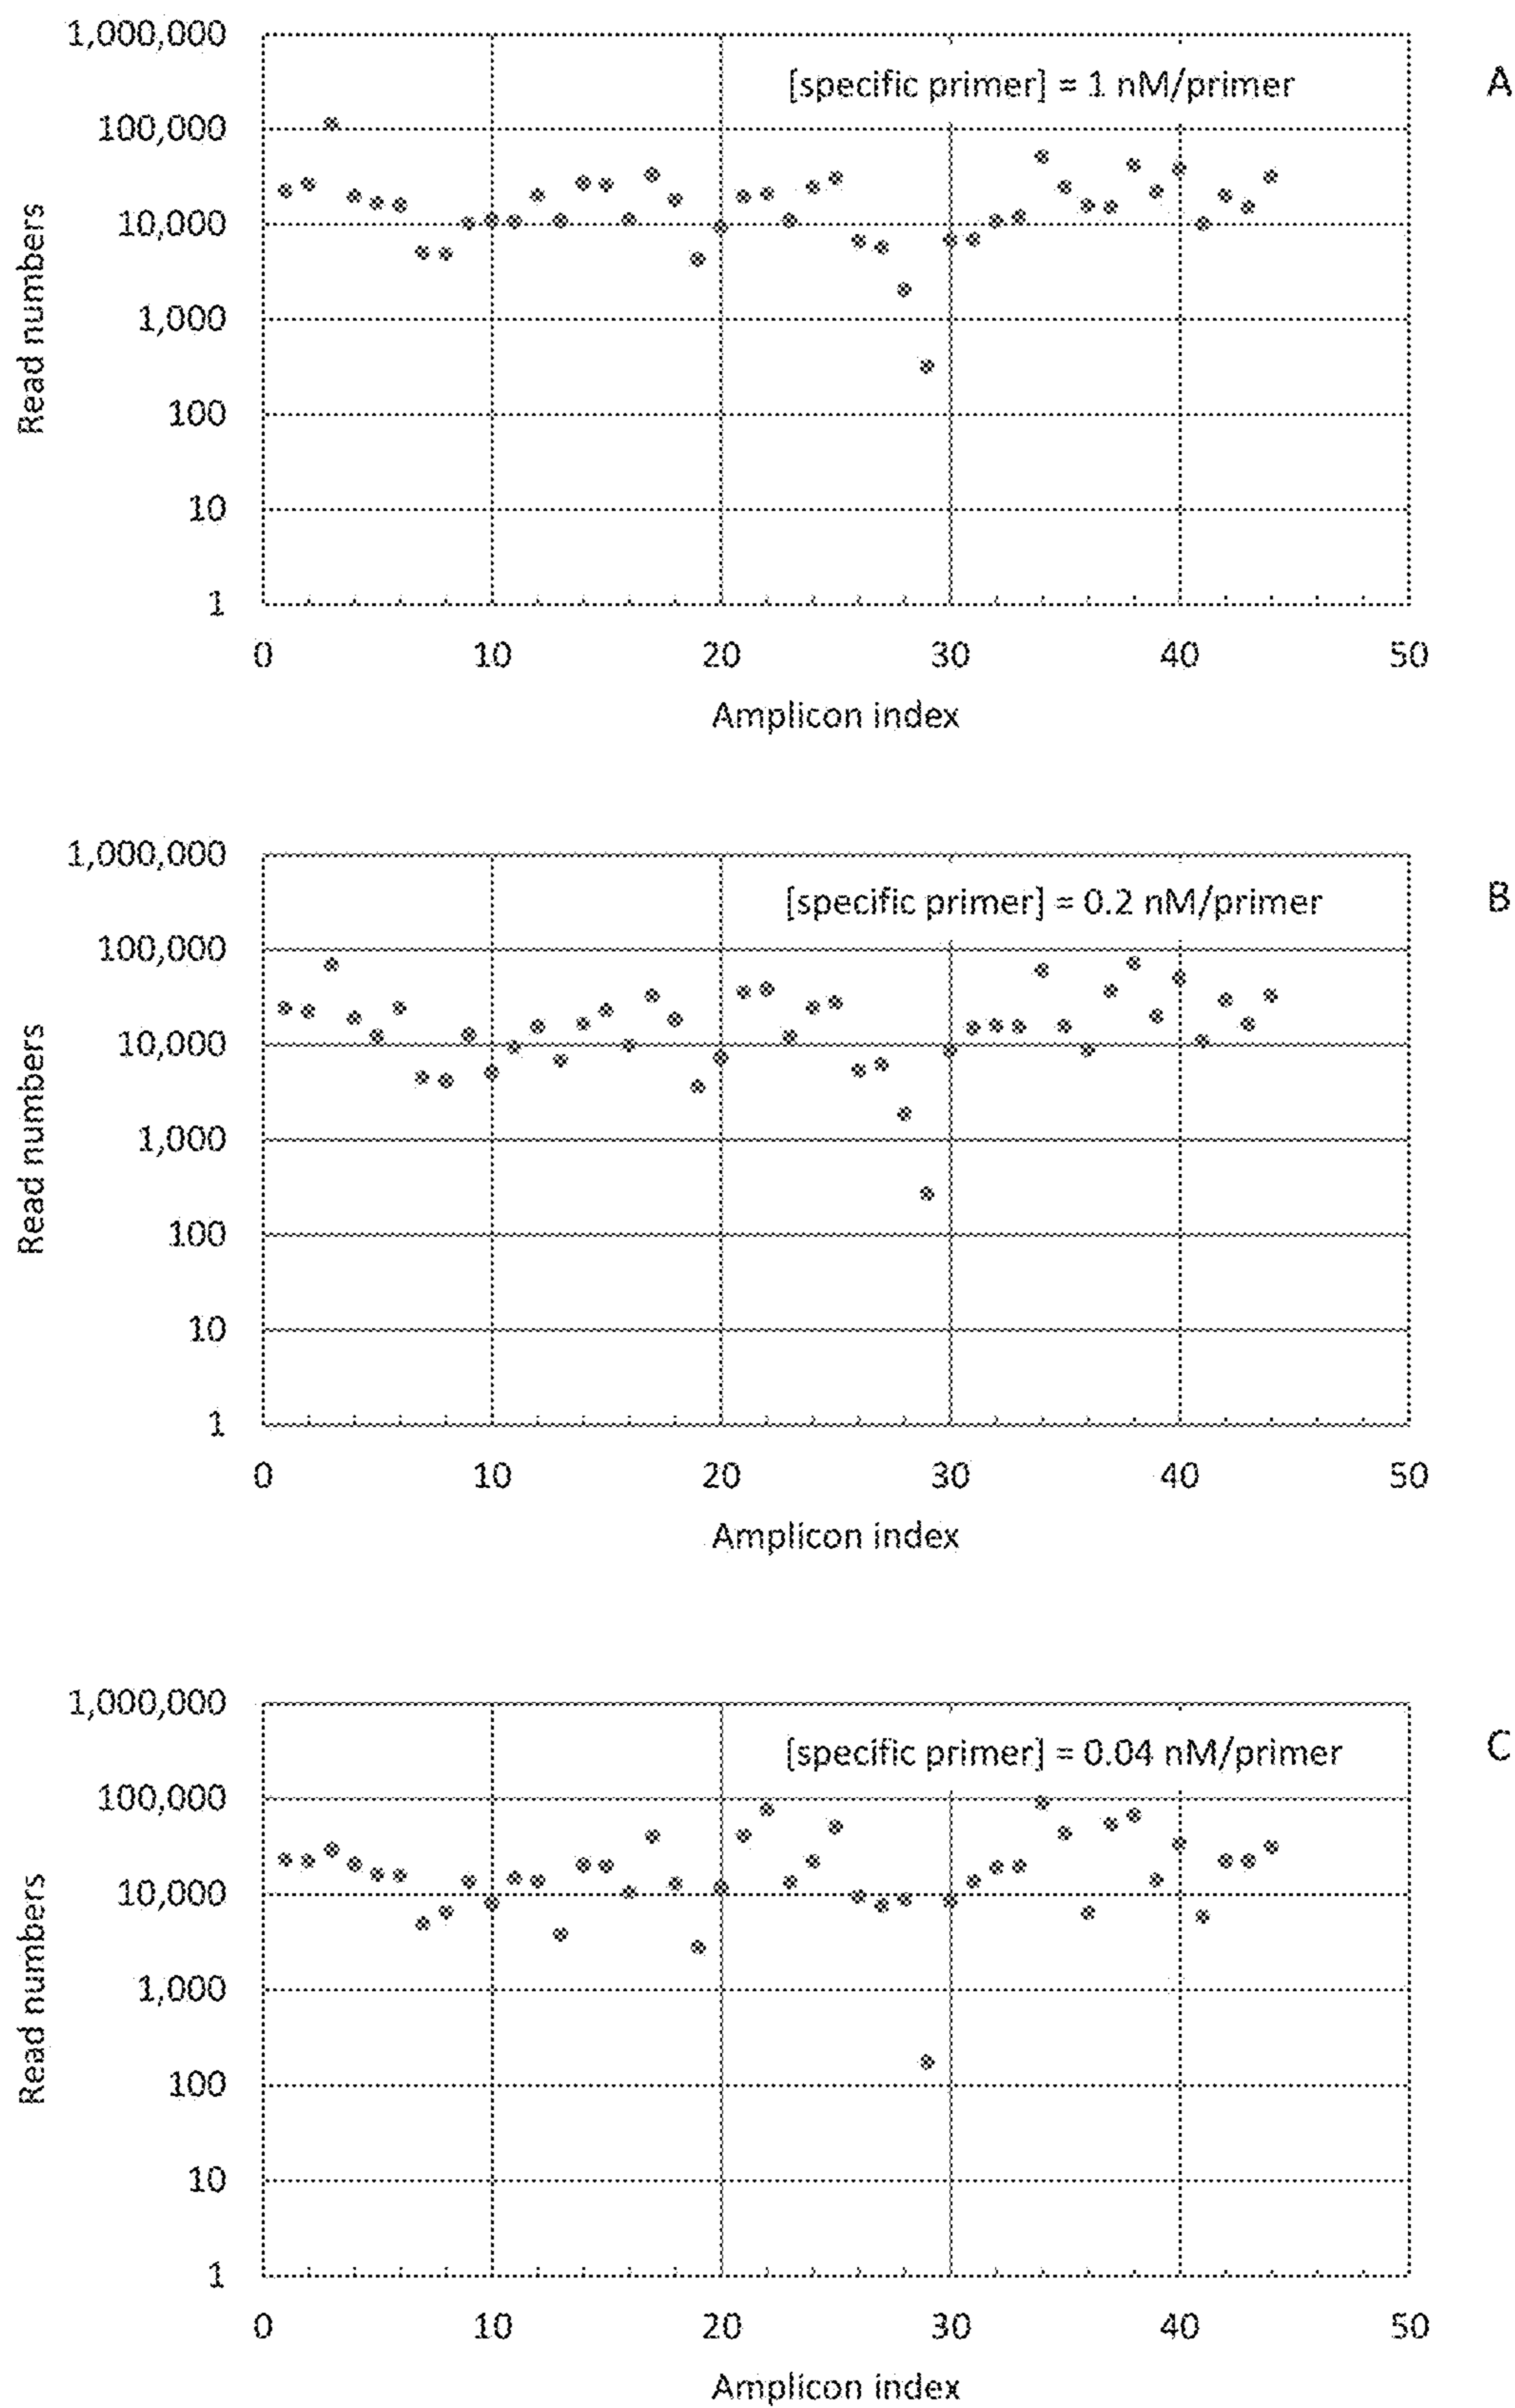 1,000,000
[specific primer] = 1 nM/primer
A
100,000
10,000
1,000
100
10
1
Read numbers
0 10 20 30 40 50
Amplicon index
1,000,000
[specific primer] = 0.2 nM/primer
B
100,000
10,000
1,000
100
10
1
Read numbers
0 10 20 30 40 50
Amplicon index
1,000,000
[specific primer] = 0.04 nM/primer
C
100,000
10,000
1,000
100
10
1
Read numbers
0 10 20 30 40 50
Amplicon index